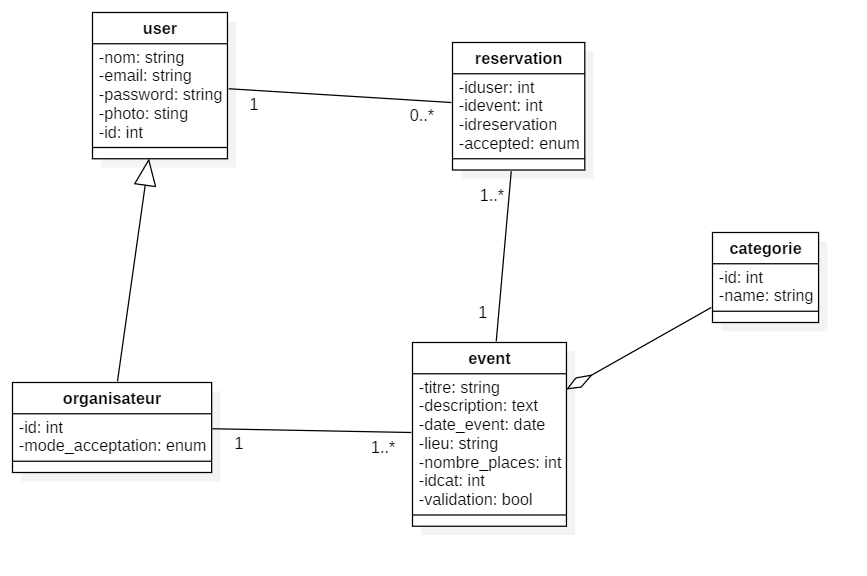 user
-nom: string
-email: string
-password: string
-photo: sting
-id: int
1
0..*
reservation
-iduser: int
-idevent: int
-idreservation
-accepted: enum
1..*
1
categorie
-id: int
-name: string
event
-titre: string
-description: text
-date_event: date
-lieu: string
-nombre_places: int
-idcat: int
-validation: bool
organisateur
-id: int
-mode_acceptation: enum
1
1..*